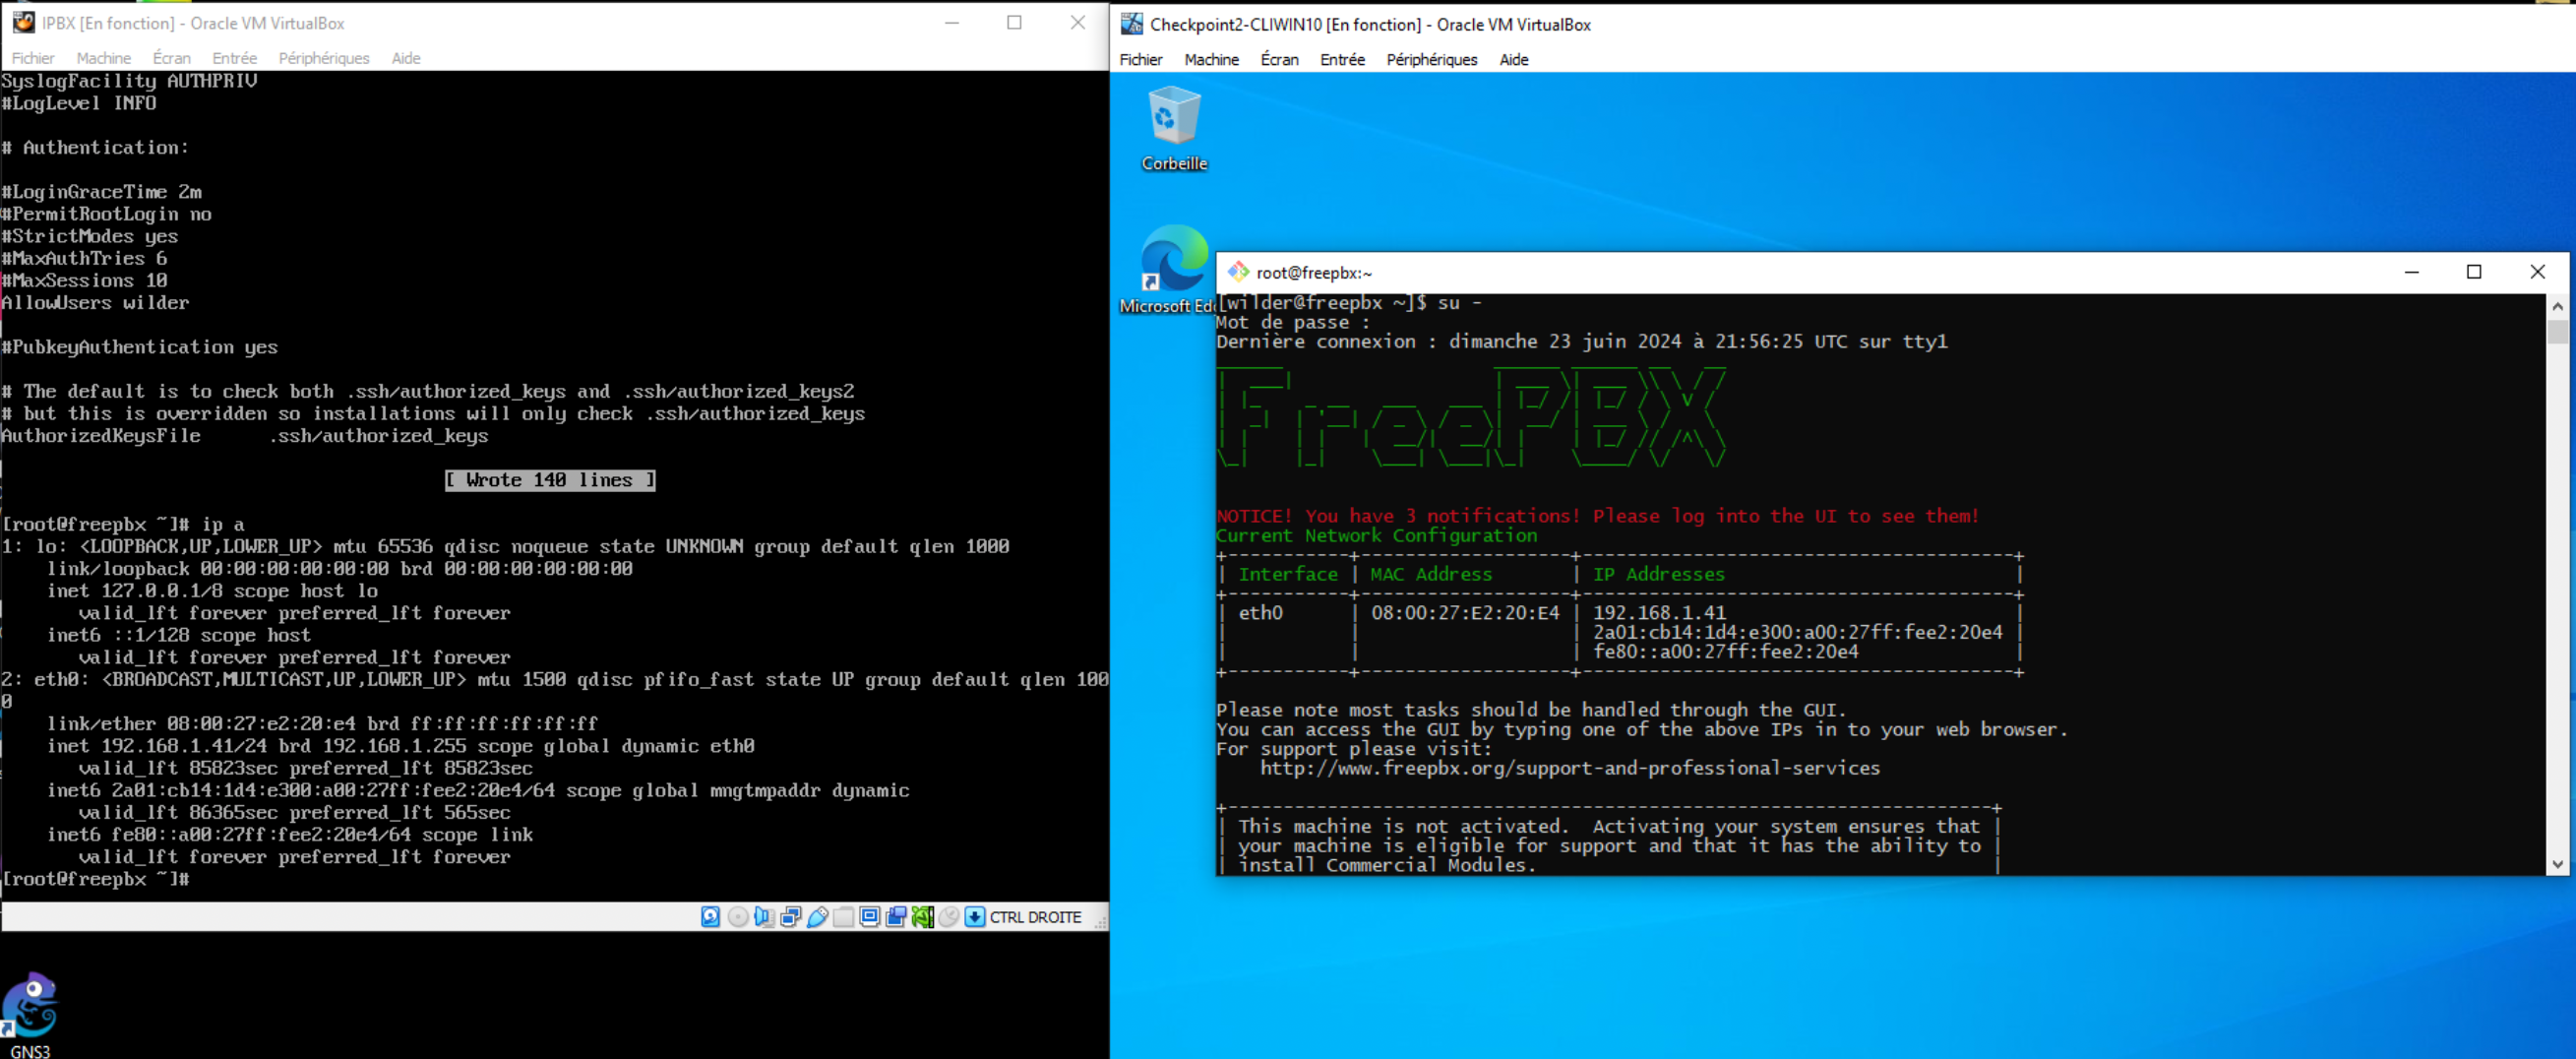 IPBX [En fonction] - Oracle VM VirtualBox
Fichier Machine Écran Entrée Périphériques Aide
SyslogFacility AUTHPRIV
#LogLevel INFO
# Authentication:
#LoginGraceTime 2m
#PermitRootLogin no
#StrictModes yes
#MaxAuthTries 6
#MaxSessions 10
AllowUsers wilder
#PubkeyAuthentication yes
# The default is to check both .ssh/authorized_keys and .ssh/authorized_keys2
# but this is overridden so installations will only check .ssh/authorized_keys
AuthorizedKeysFile .ssh/authorized_keys
[ Wrote 140 lines ]
[root@freepbx ~]# ip a
1: lo: <LOOPBACK,UP,LOWER_UP> mtu 65536 qdisc noqueue state UNKNOWN group default qlen 1000
link/loopback 00:00:00:00:00:00 brd 00:00:00:00:00:00
inet 127.0.0.1/8 scope host lo
valid_lft forever preferred_lft forever
inet6 ::1/128 scope host
valid_lft forever preferred_lft forever
2: eth0: <BROADCAST,MULTICAST,UP,LOWER_UP> mtu 1500 qdisc pfifo_fast state UP group default qlen 100
0
link/ether 08:00:27:e2:20:e4 brd ff:ff:ff:ff:ff:ff
inet 192.168.1.41/24 brd 192.168.1.255 scope global dynamic eth0
valid_lft 85823sec preferred_lft 85823sec
inet6 2a01:cb14:1d4:e300:a00:27ff:fee2:20e4/64 scope global mngtmpaddr dynamic
valid_lft 86365sec preferred_lft 565sec
inet6 fe80::a00:27ff:fee2:20e4/64 scope link
valid_lft forever preferred_lft forever
[root@freepbx ~]#
CTRL DROITE
GNS3
Checkpoint2-CLIWIN10 [En fonction] - Oracle VM VirtualBox
Fichier Machine Écran Entrée Périphériques Aide
Corbeille
Microsoft Ed
root@freepbx:~
[wilder@freepbx ~]$ su -
Mot de passe :
Dernière connexion : dimanche 23 juin 2024 à 21:56:25 UTC sur tty1
FreePBX
NOTICE! You have 3 notifications! Please log into the UI to see them!
Current Network Configuration
Interface | MAC Address | IP Addresses
eth0 | 08:00:27:E2:20:E4 | 192.168.1.41
2a01:cb14:1d4:e300:a00:27ff:fee2:20e4
fe80::a00:27ff:fee2:20e4
Please note most tasks should be handled through the GUI.
You can access the GUI by typing one of the above IPs in to your web browser.
For support please visit:
http://www.freepbx.org/support-and-professional-services
This machine is not activated. Activating your system ensures that
your machine is eligible for support and that it has the ability to
install Commercial Modules.